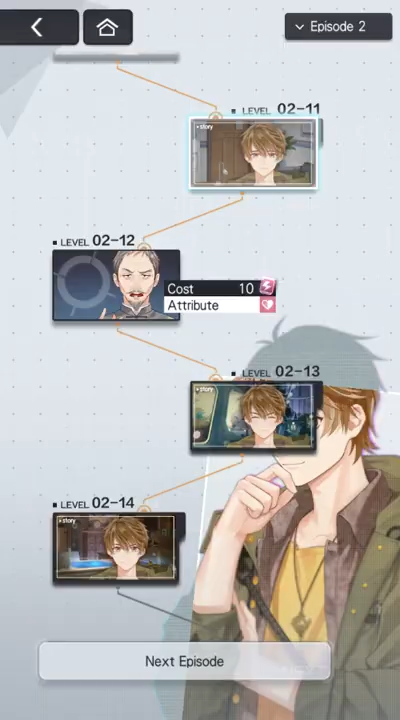 Episode 2
LEVEL 02-11
story
LEVEL 02-12
Cost 10
Attribute
LEVEL 02-13
story
LEVEL 02-14
story
Next Episode